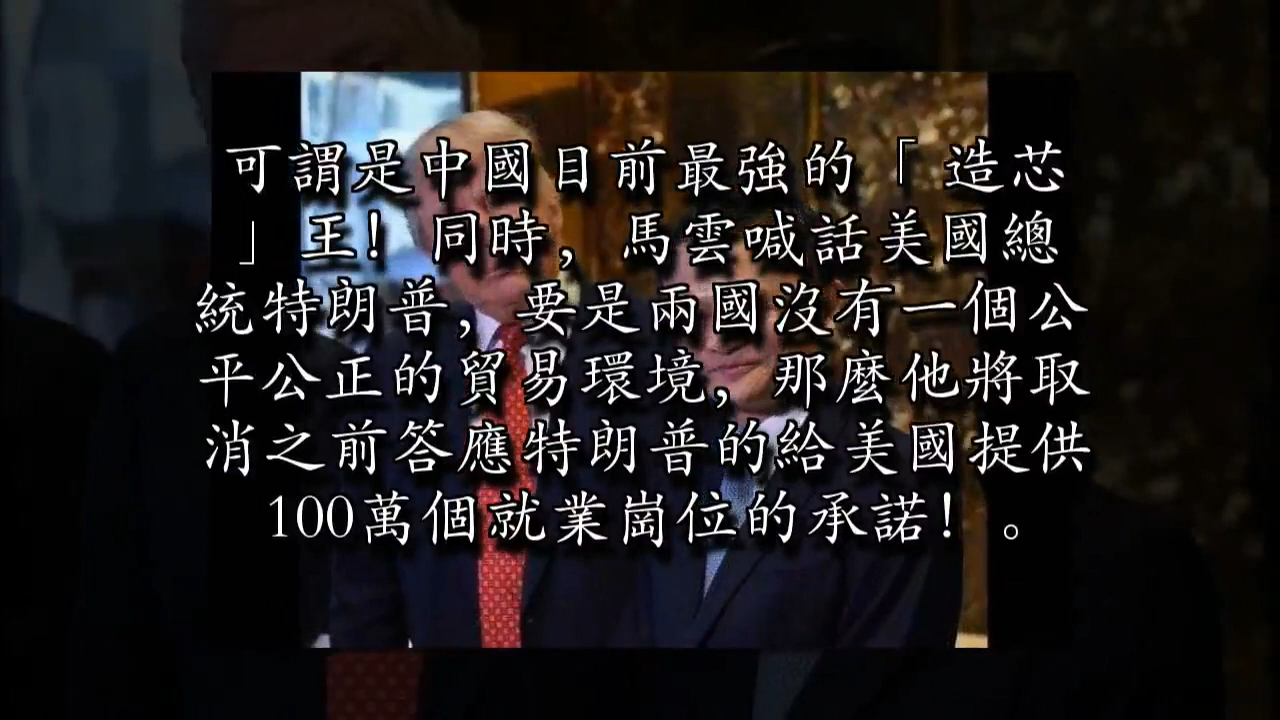 可謂是中國目前最強的「 造芯
」王! 同時, 馬雲喊話美國總
統特朗普, 要是兩國沒有一個公
平公正的貿易環境, 那麼他將取
消之前答應特朗普的給美國提供
100萬個就業崗位的承諾! 。